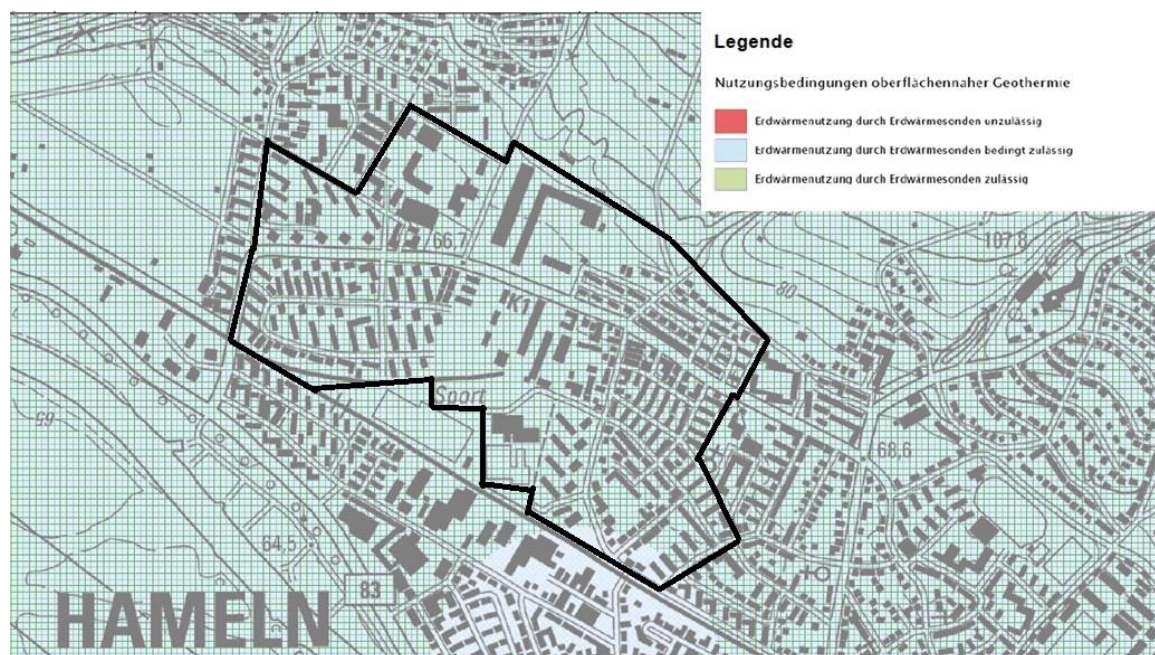 Legende
Nutzungsbedingungen oberflächennaher Geothermie
Erdwärmenutzung durch Erdwärmesonden unzulässig
Erdwärmenutzung durch Erdwärmesonden bedingt zulässig
Erdwärmenutzung durch Erdwärmesonden zulässig
66,7
107,8
80
K1
65
68,6
64,5
83
HAMELN